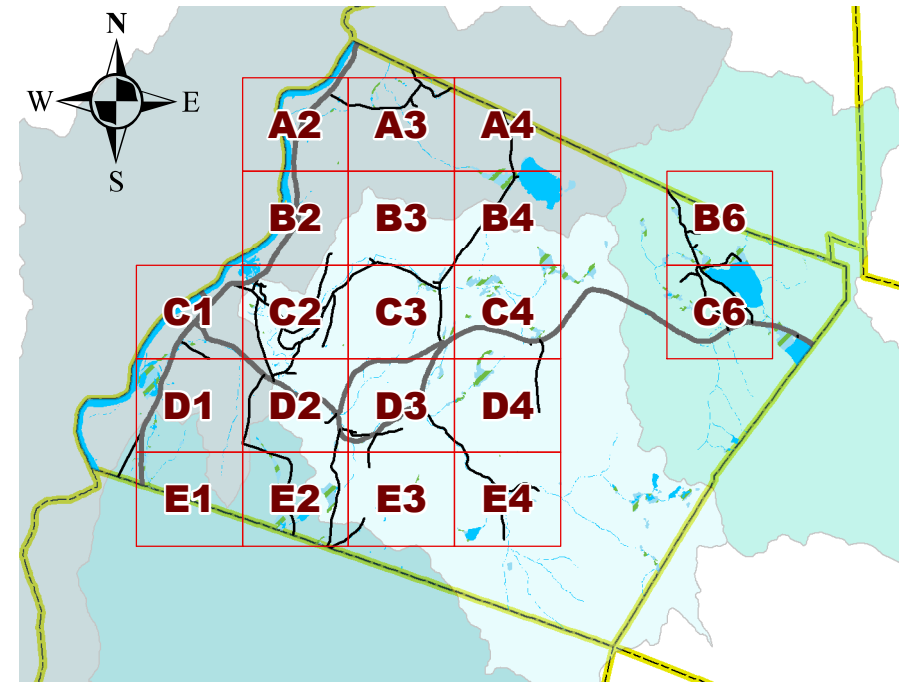 N
W E
S
A2 A3 A4
B2 B3 B4 B6
C1 C2 C3 C4 C6
D1 D2 D3 D4
E1 E2 E3 E4